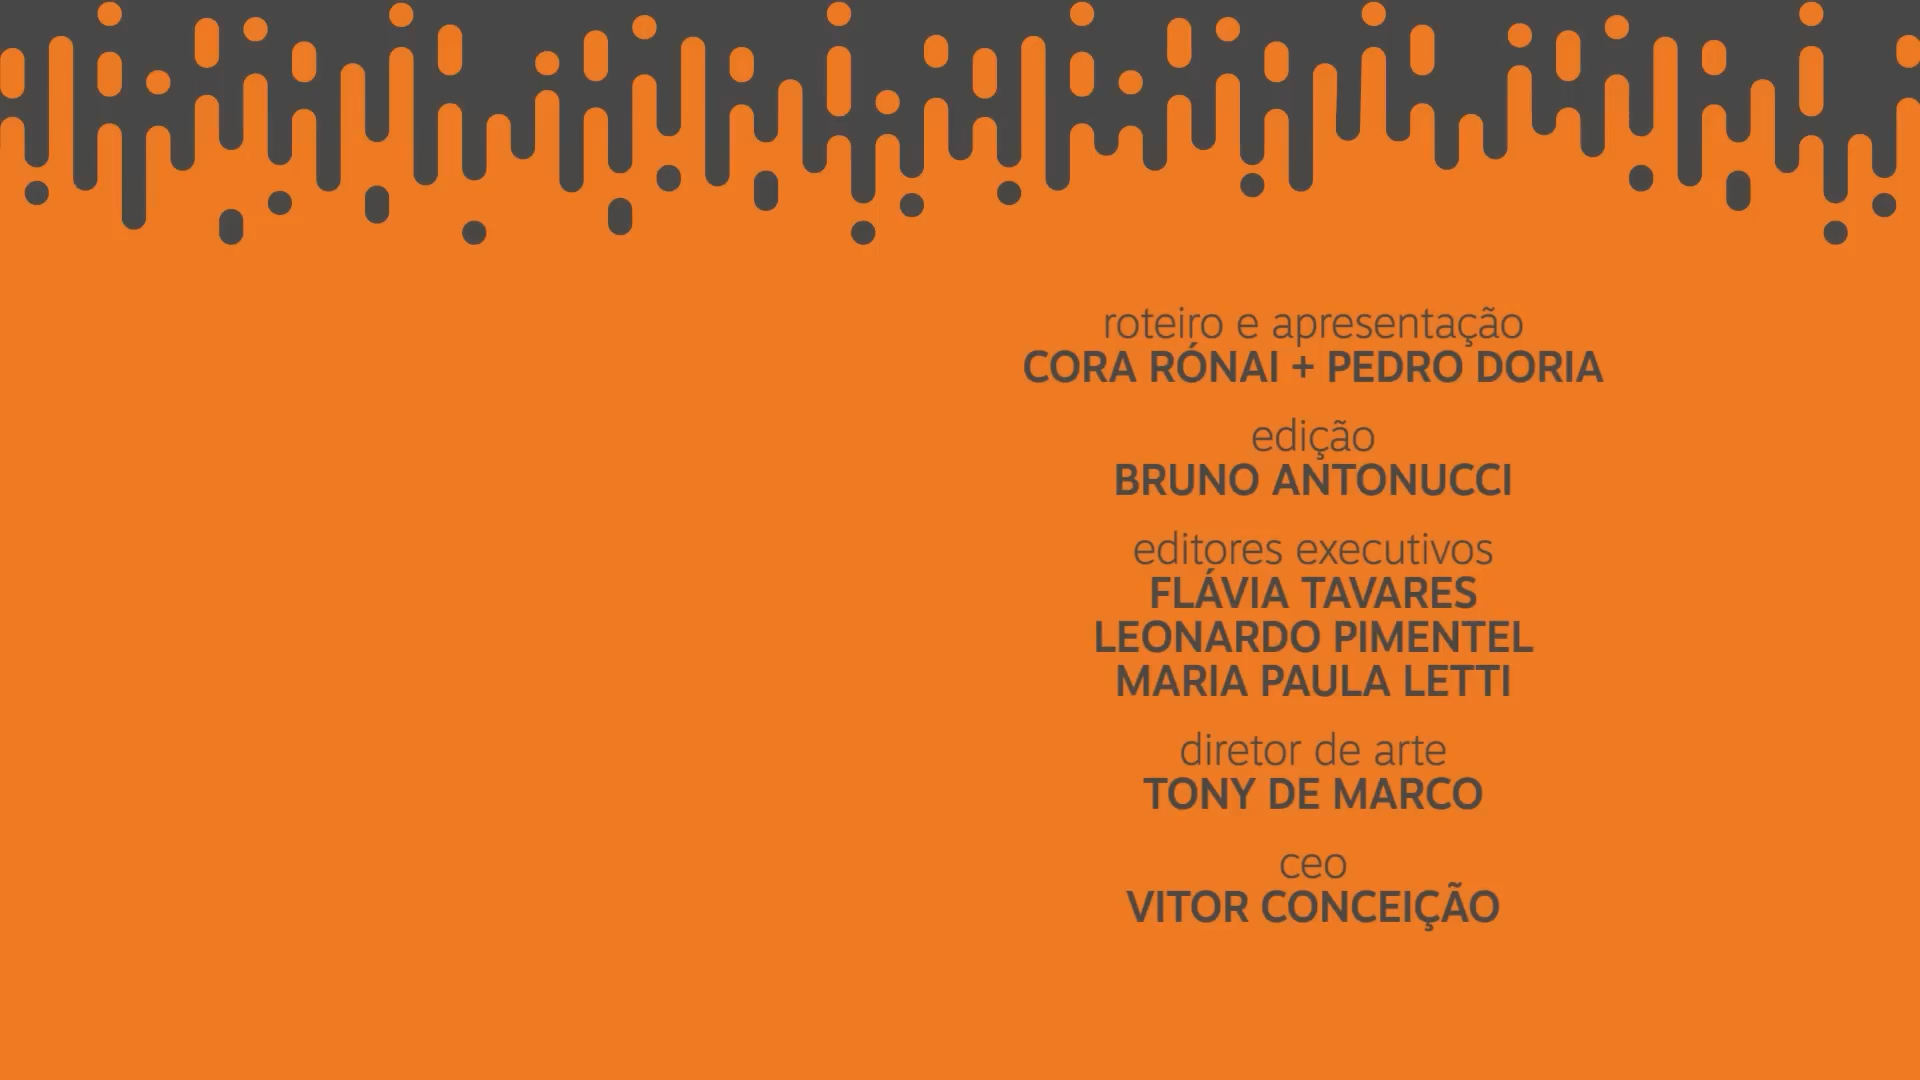 roteiro e apresentação
CORA RÓNAI + PEDRO DORIA
edição
BRUNO ANTONUCCI
editores executivos
FLÁVIA TAVARES
LEONARDO PIMENTEL
MARIA PAULA LETTI
diretor de arte
TONY DE MARCO
ceo
VITOR CONCEIÇÃO